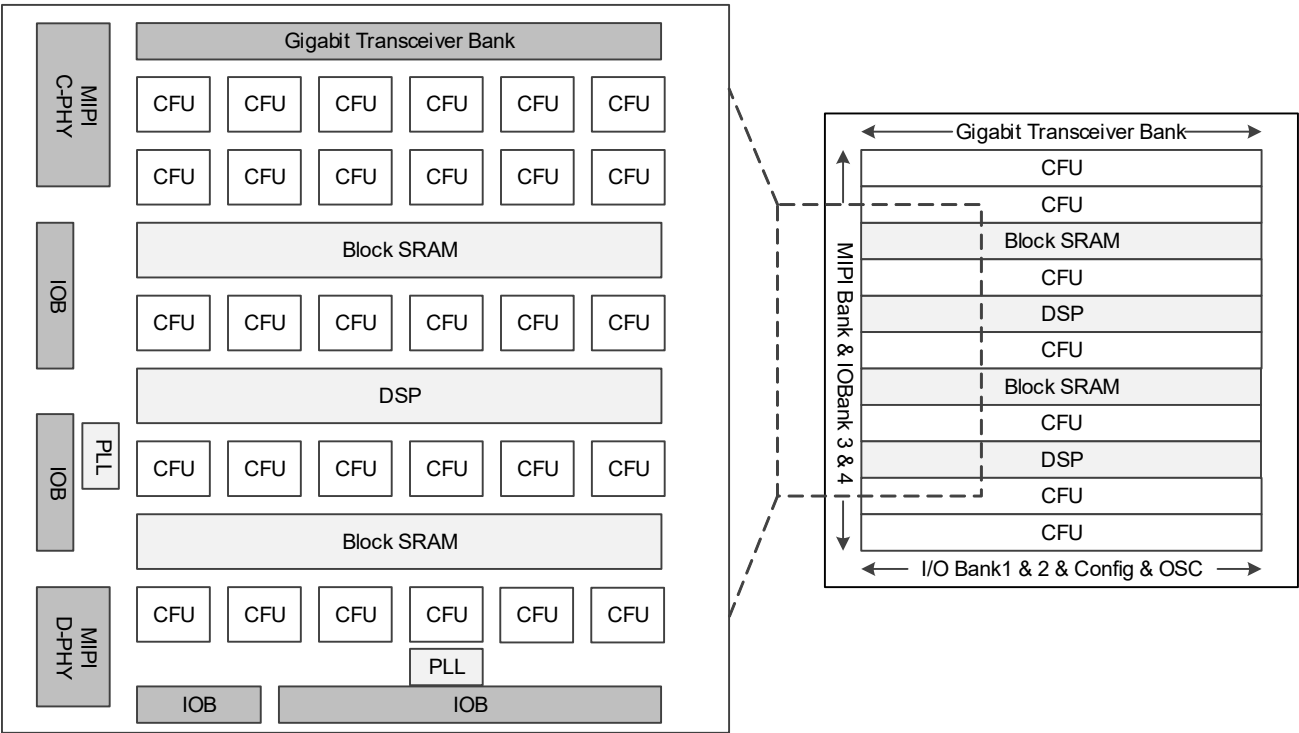 Gigabit Transceiver Bank
MIPI
C-PHY
CFU CFU CFU CFU CFU CFU
CFU CFU CFU CFU CFU CFU
Block SRAM
IOB
CFU CFU CFU CFU CFU CFU
DSP
IOB
PLL
CFU CFU CFU CFU CFU CFU
Block SRAM
MIPI
D-PHY
CFU CFU CFU CFU CFU CFU
PLL
IOB
IOB
Gigabit Transceiver Bank
MIPI Bank & IOBank 3 & 4
CFU
CFU
Block SRAM
CFU
DSP
CFU
Block SRAM
CFU
DSP
CFU
CFU
I/O Bank1 & 2 & Config & OSC